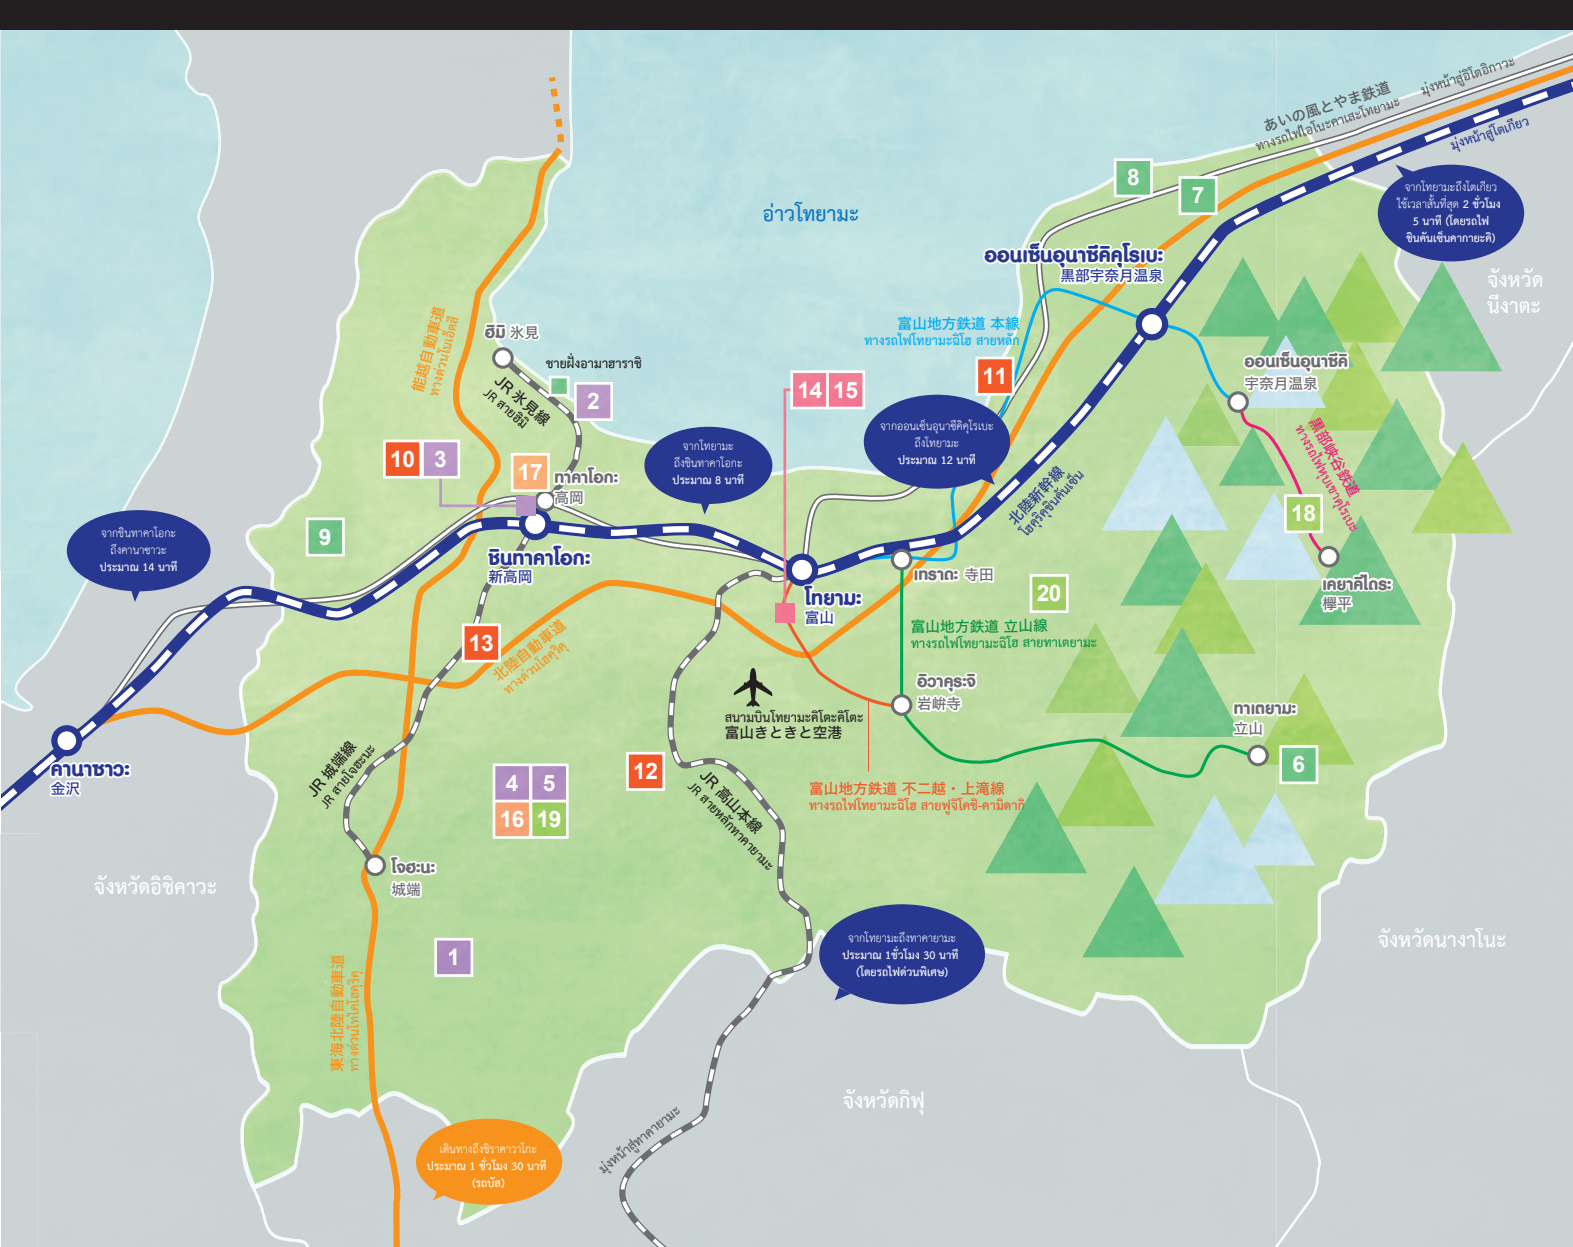 あいの風とやま鉄道
ทางรถไฟไอโนะคาเสะโทยามะ
มุ่งหน้าสู่อิโตอิกาวะ
มุ่งหน้าสู่โตเกียว
8
7
จากโทยามะถึงโตเกียว
ใช้เวลาสั้นที่สุด 2 ชั่วโมง
5 นาที (โดยรถไฟ
ชินคันเซ็นคากายะคิ)
อ่าวโทยามะ
ออนเซ็นอุนาซึคิคุโรเบะ
黒部宇奈月温泉
จังหวัด
นีงาตะ
能越自動車道
ทางด่วนโนเอ็ตสึ
ฮิมิ 氷見
ชายฝั่งอามาฮาราชิ
富山地方鉄道 本線
ทางรถไฟโทยามะฉิโฮ สายหลัก
ออนเซ็นอุนาซึคิ
宇奈月温泉
JR 氷見線
JR สายฮิมิ
2
14 15
11
10 3
17
ทาคาโอกะ
高岡
จากโทยามะ
ถึงชินทาคาโอกะ
ประมาณ 8 นาที
จากออนเซ็นอุนาซึคิคุโรเบะ
ถึงโทยามะ
ประมาณ 12 นาที
北陸新幹線
โฮคุริคุชินคันเซ็น
黒部峡谷鉄道
ทางรถไฟหุบเขาคุโรเบะ
18
จากชินทาคาโอกะ
ถึงคานาซาวะ
ประมาณ 14 นาที
9
ชินทาคาโอกะ
新高岡
โทยามะ
富山
เทราดะ 寺田
20
เคยากิไดระ
欅平
13
北陸自動車道
ทางด่วนโฮคุริคุ
富山地方鉄道 立山線
ทางรถไฟโทยามะฉิโฮ สายทาเตยามะ
อิวาคุระจิ
岩峅寺
สนามบินโทยามะคิโตะคิโตะ
富山きときと空港
ทาเตยามะ
立山
6
คานาซาวะ
金沢
JR 城端線
JR สายโจฮะนะ
4 5
16 19
12
JR 高山本線
JR สายหลักทาคายามะ
富山地方鉄道 不二越・上滝線
ทางรถไฟโทยามะฉิโฮ สายฟูจิโคชิ-คามิดากิ
โจฮะนะ
城端
จังหวัดอิชิคาวะ
1
จากโทยามะถึงทาคายามะ
ประมาณ 1ชั่วโมง 30 นาที
(โดยรถไฟด่วนพิเศษ)
จังหวัดนางาโนะ
東海北陸自動車道
ทางด่วนโทไคโฮคุริคุ
จังหวัดกิฟุ
มุ่งหน้าสู่ทาคายามะ
เดินทางถึงชิราคาวาโกะ
ประมาณ 1 ชั่วโมง 30 นาที
(รถบัส)